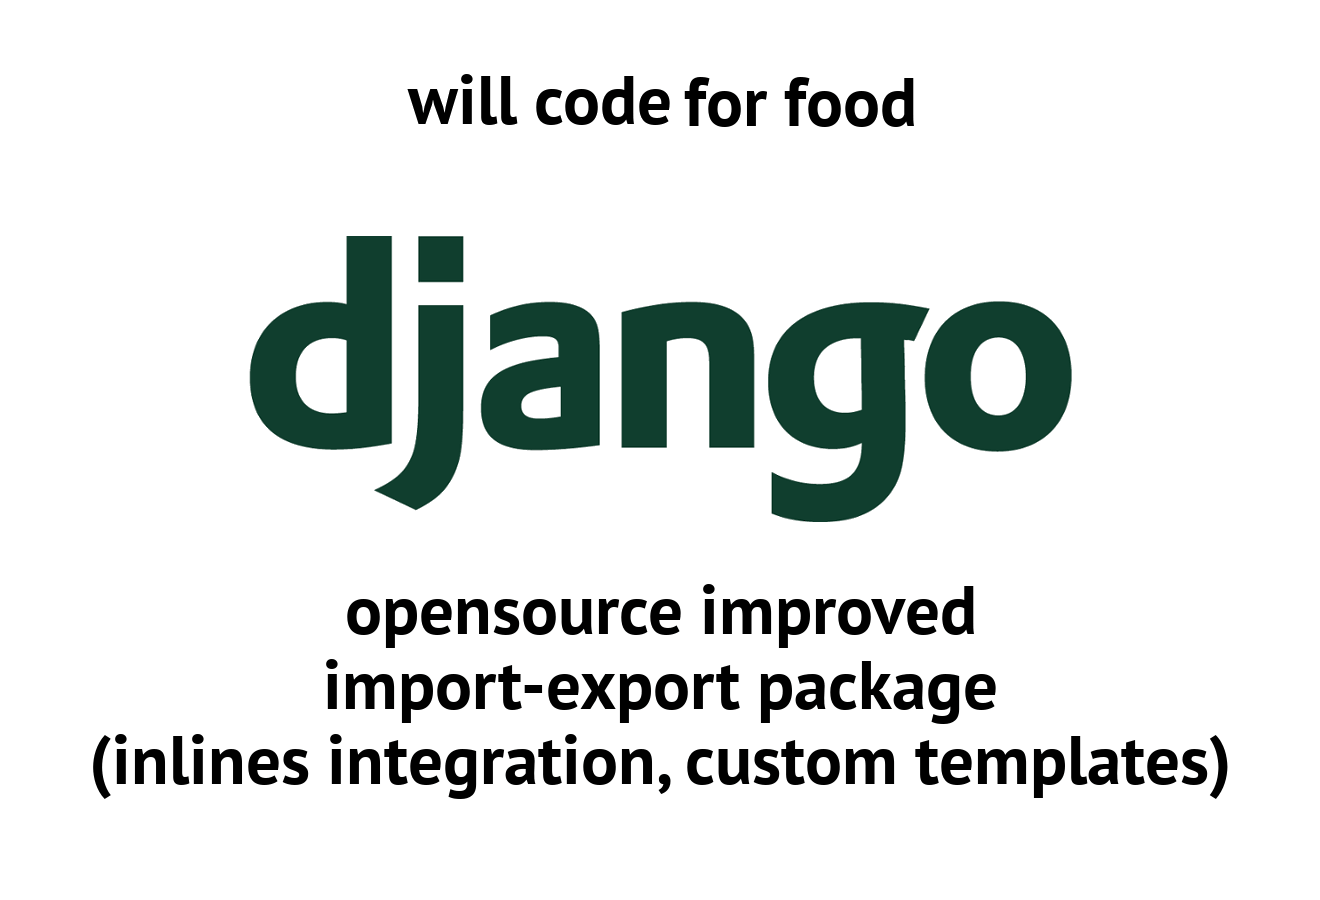 will code for food
django
opensource improved
import-export package
(inlines integration, custom templates)